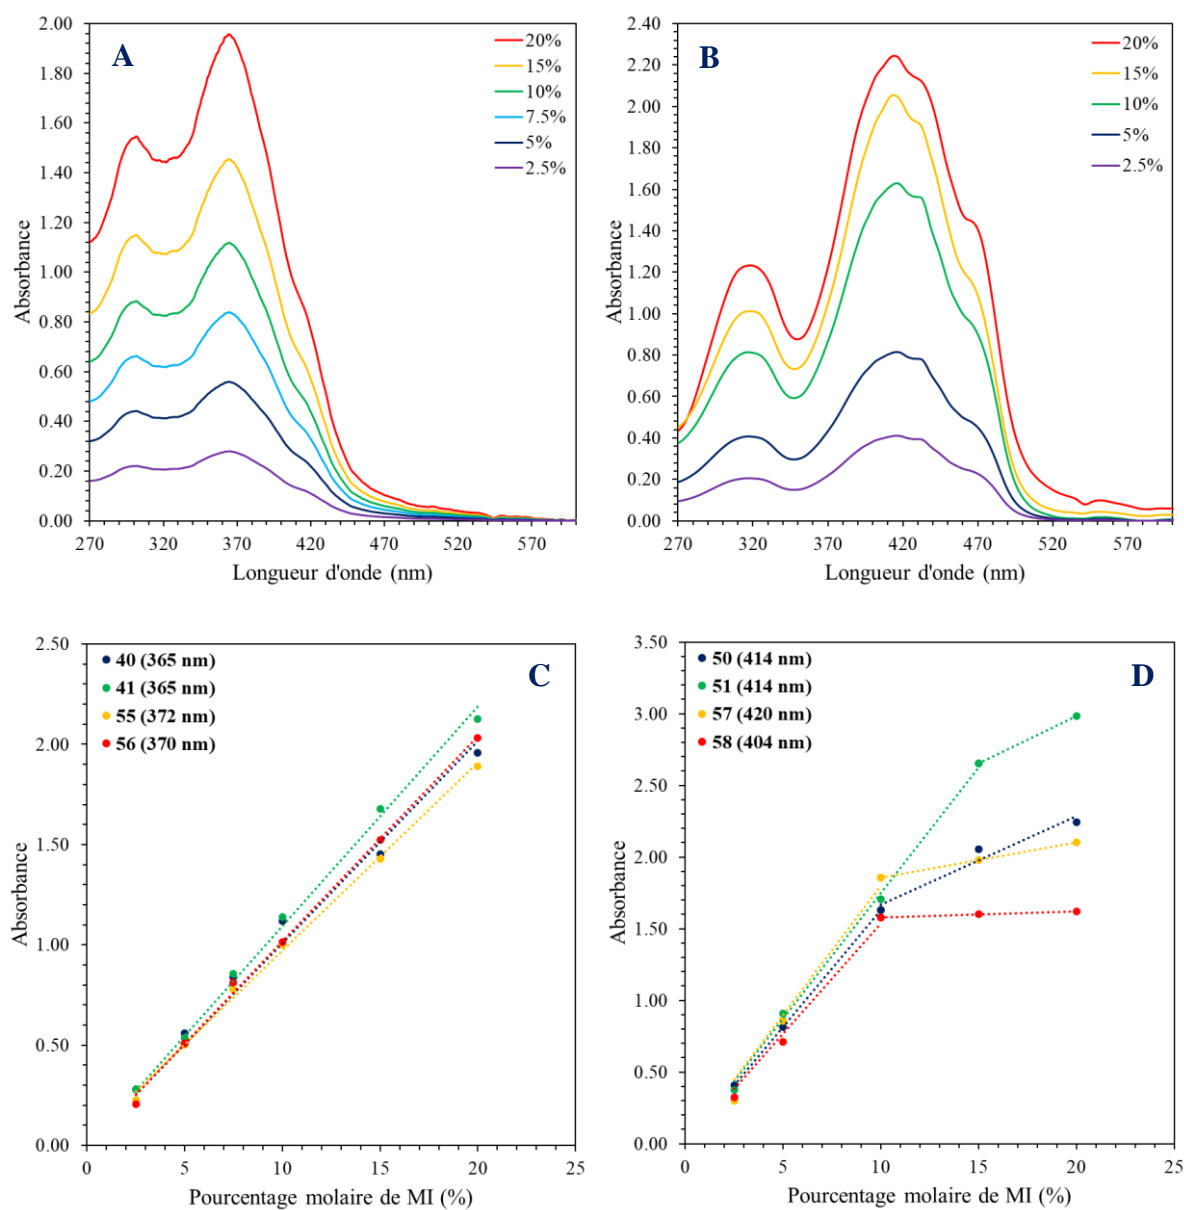 A
2.00
1.80
1.60
1.40
1.20
1.00
0.80
0.60
0.40
0.20
0.00
270 320 370 420 470 520 570
Absorbance
Longueur d'onde (nm)
20%
15%
10%
7.5%
5%
2.5%
B
2.40
2.20
2.00
1.80
1.60
1.40
1.20
1.00
0.80
0.60
0.40
0.20
0.00
270 320 370 420 470 520 570
Absorbance
Longueur d'onde (nm)
20%
15%
10%
5%
2.5%
C
2.50
2.00
1.50
1.00
0.50
0.00
0 5 10 15 20 25
Absorbance
Pourcentage molaire de MI (%)
40 (365 nm)
41 (365 nm)
55 (372 nm)
56 (370 nm)
D
3.50
3.00
2.50
2.00
1.50
1.00
0.50
0.00
0 5 10 15 20 25
Absorbance
Pourcentage molaire de MI (%)
50 (414 nm)
51 (414 nm)
57 (420 nm)
58 (404 nm)